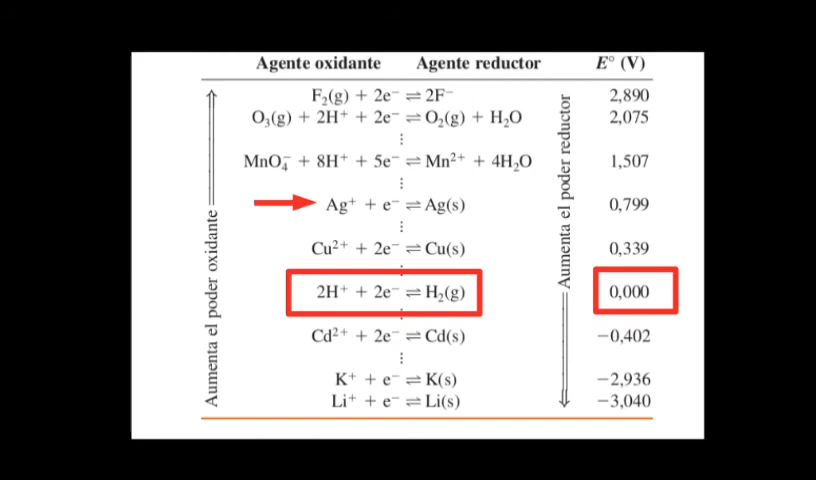 Agente oxidante Agente reductor E° (V)
F₂(g) + 2e⁻ ⇌ 2F⁻ 2,890
O₃(g) + 2H⁺ + 2e⁻ ⇌ O₂(g) + H₂O 2,075
⋮
MnO₄⁻ + 8H⁺ + 5e⁻ ⇌ Mn²⁺ + 4H₂O 1,507
⋮
Ag⁺ + e⁻ ⇌ Ag(s) 0,799
⋮
Cu²⁺ + 2e⁻ ⇌ Cu(s) 0,339
⋮
2H⁺ + 2e⁻ ⇌ H₂(g) 0,000
⋮
Cd²⁺ + 2e⁻ ⇌ Cd(s) −0,402
⋮
K⁺ + e⁻ ⇌ K(s) −2,936
Li⁺ + e⁻ ⇌ Li(s) −3,040
Aumenta el poder oxidante
Aumenta el poder reductor